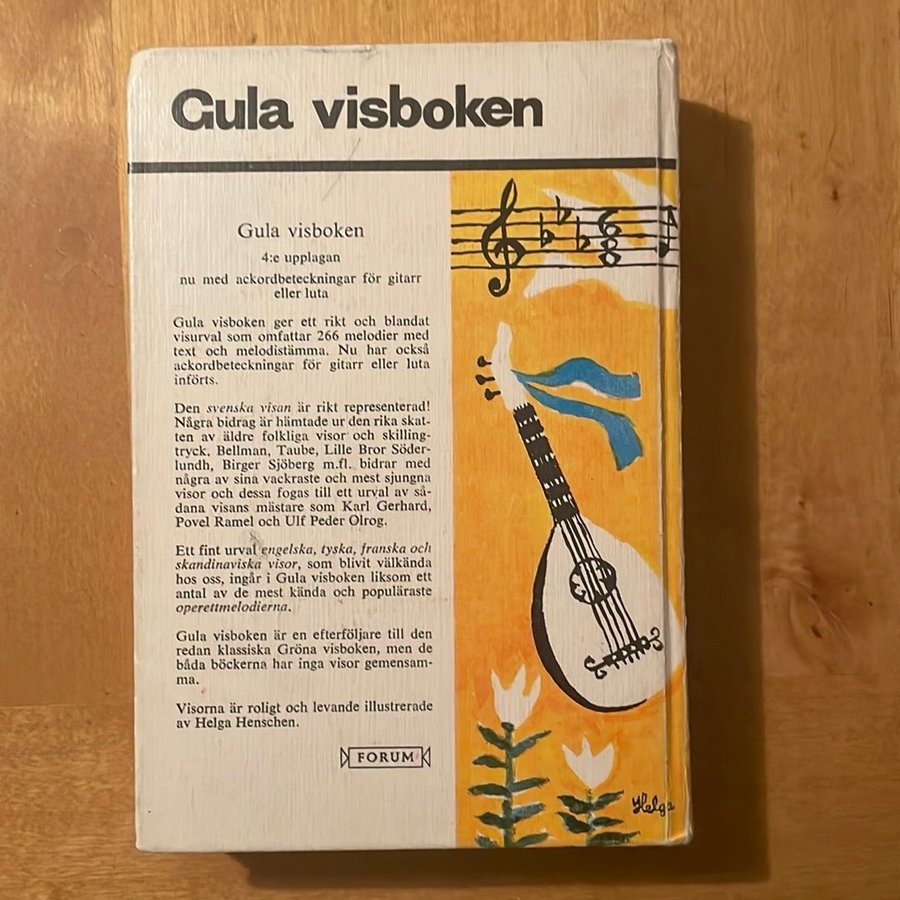 Gula visboken
Gula visboken
4:e upplagan
nu med ackordbeteckningar för gitarr
eller luta
Gula visboken ger ett rikt och blandat
visurval som omfattar 266 melodier med
text och melodistämma. Nu har också
ackordbeteckningar för gitarr eller luta
införts.
Den svenska visan är rikt representerad!
Några bidrag är hämtade ur den rika skat-
ten av äldre folkliga visor och skilling-
tryck. Bellman, Taube, Lille Bror Söder-
lundh, Birger Sjöberg m.fl. bidrar med
några av sina vackraste och mest sjungna
visor och dessa fogas till ett urval av så-
dana visans mästare som Karl Gerhard,
Povel Ramel och Ulf Peder Olrog.
Ett fint urval engelska, tyska, franska och
skandinaviska visor, som blivit välkända
hos oss, ingår i Gula visboken liksom ett
antal av de mest kända och populäraste
operettmelodierna.
Gula visboken är en efterföljare till den
redan klassiska Gröna visboken, men de
båda böckerna har inga visor gemensam-
ma.
Visorna är roligt och levande illustrerade
av Helga Henschen.
FORUM
Helga